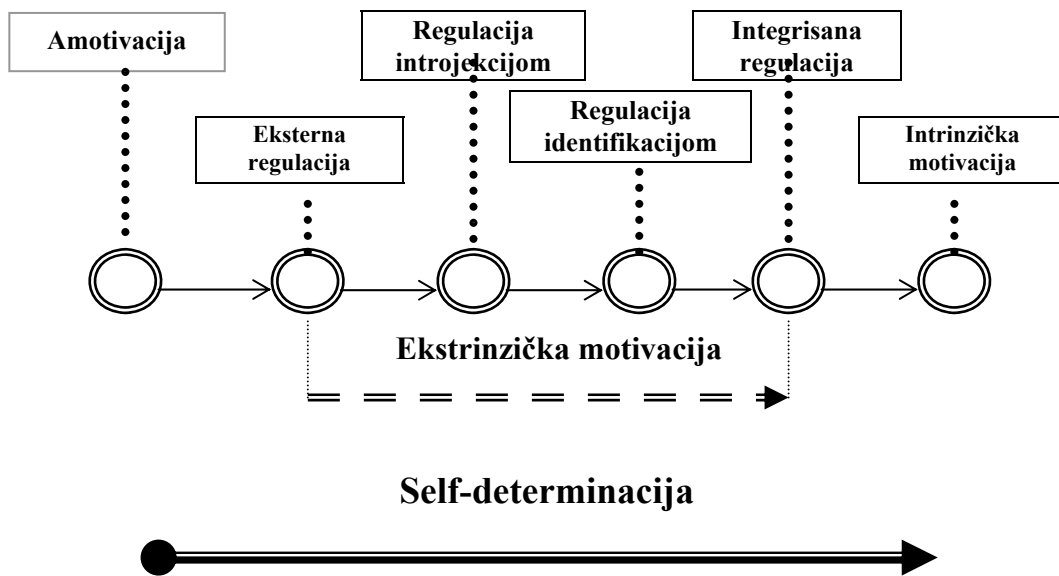 Amotivacija
Regulacija
introjekcijom
Integrisana
regulacija
Eksterna
regulacija
Regulacija
identifikacijom
Intrinzička
motivacija
Ekstrinzička motivacija
Self-determinacija